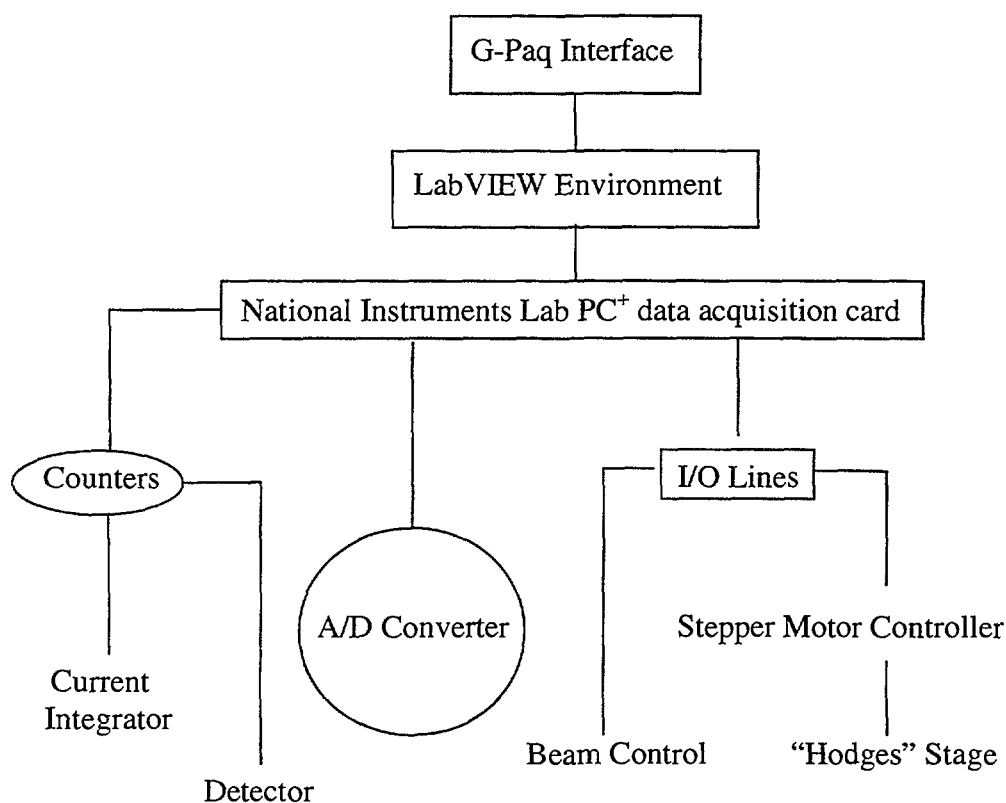 G-Paq Interface
LabVIEW Environment
National Instruments Lab PC⁺ data acquisition card
Counters
I/O Lines
A/D Converter
Stepper Motor Controller
Current
Integrator
Beam Control
“Hodges” Stage
Detector